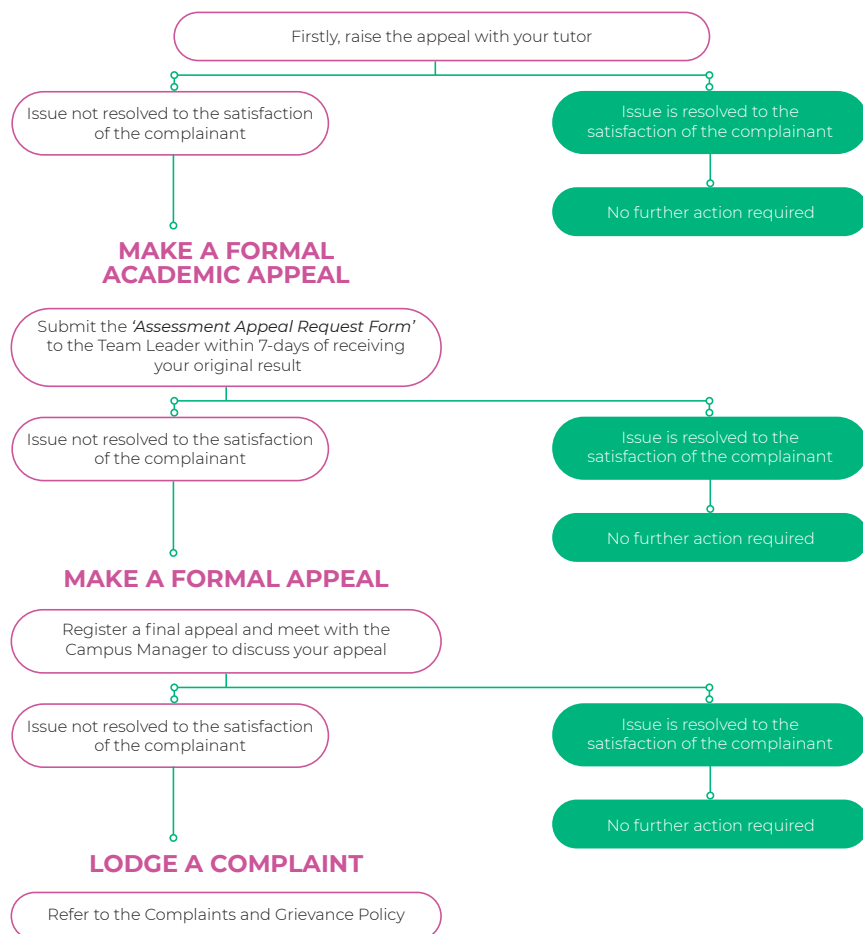 Firstly, raise the appeal with your tutor
Issue not resolved to the satisfaction
of the complainant
Issue is resolved to the
satisfaction of the complainant
No further action required
MAKE A FORMAL
ACADEMIC APPEAL
Submit the ‘Assessment Appeal Request Form’
to the Team Leader within 7-days of receiving
your original result
Issue not resolved to the satisfaction
of the complainant
Issue is resolved to the
satisfaction of the complainant
No further action required
MAKE A FORMAL APPEAL
Register a final appeal and meet with the
Campus Manager to discuss your appeal
Issue not resolved to the satisfaction
of the complainant
Issue is resolved to the
satisfaction of the complainant
No further action required
LODGE A COMPLAINT
Refer to the Complaints and Grievance Policy